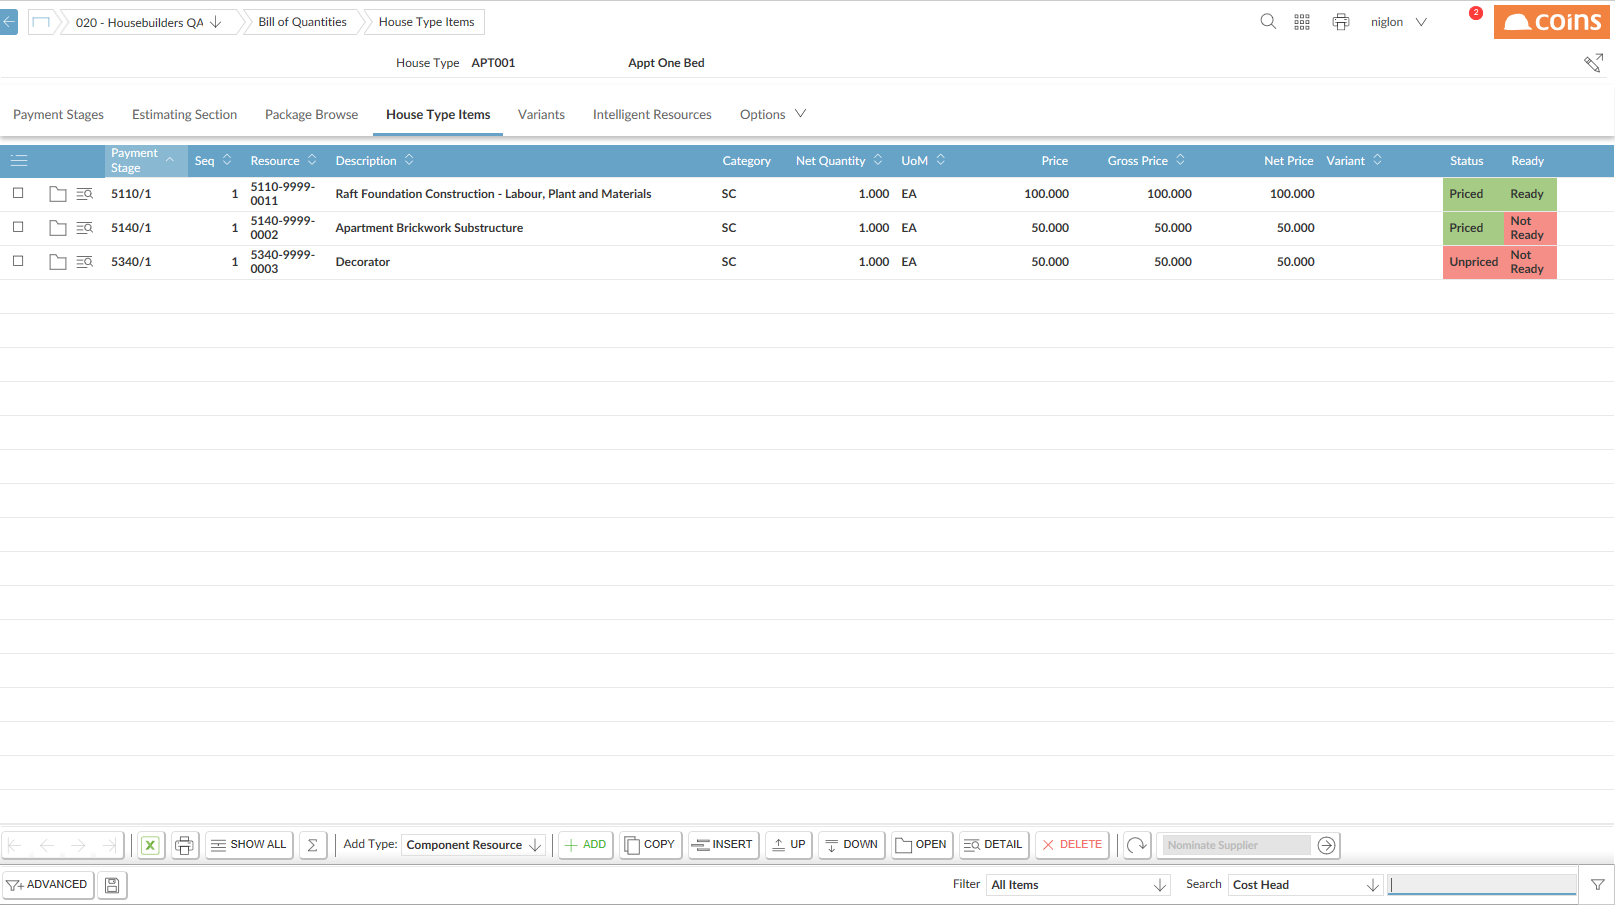 020 - Housebuilders QA
Bill of Quantities
House Type Items
niglon
2
coins
House Type APT001 Appt One Bed
Payment Stages Estimating Section Package Browse House Type Items Variants Intelligent Resources Options
Payment Stage Seq Resource Description Category Net Quantity UoM Price Gross Price Net Price Variant Status Ready
5110/1 1 5110-9999-0011 Raft Foundation Construction - Labour, Plant and Materials SC 1.000 EA 100.000 100.000 100.000 Priced Ready
5140/1 1 5140-9999-0002 Apartment Brickwork Substructure SC 1.000 EA 50.000 50.000 50.000 Priced Not Ready
5340/1 1 5340-9999-0003 Decorator SC 1.000 EA 50.000 50.000 50.000 Unpriced Not Ready
SHOW ALL Σ Add Type: Component Resource ADD COPY INSERT UP DOWN OPEN DETAIL DELETE Nominate Supplier
ADVANCED Filter All Items Search Cost Head